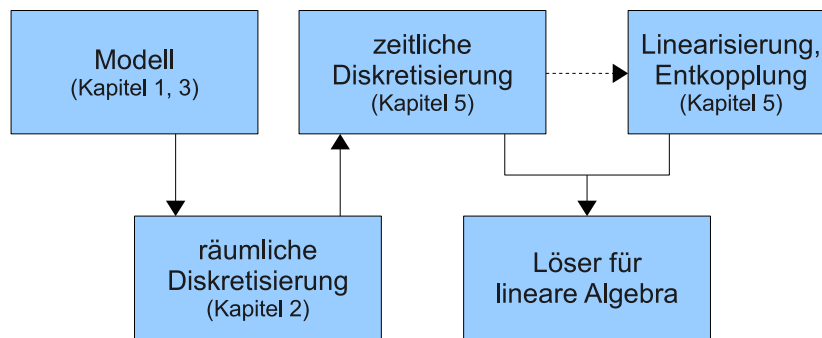 Modell
(Kapitel 1, 3)
zeitliche
Diskretisierung
(Kapitel 5)
Linearisierung,
Entkopplung
(Kapitel 5)
räumliche
Diskretisierung
(Kapitel 2)
Löser für
lineare Algebra